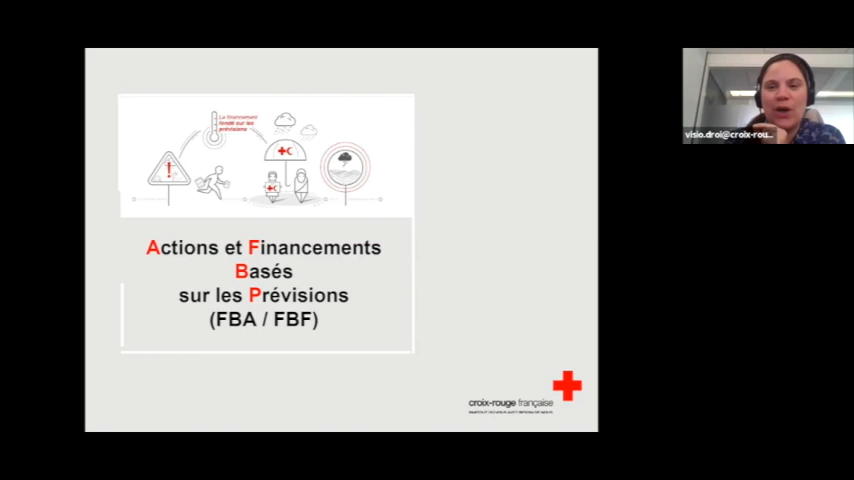 Le financement
fondé sur les
prévisions
Actions et Financements
Basés
sur les Prévisions
(FBA / FBF)
croix-rouge française
visio.droi@croix-rou...